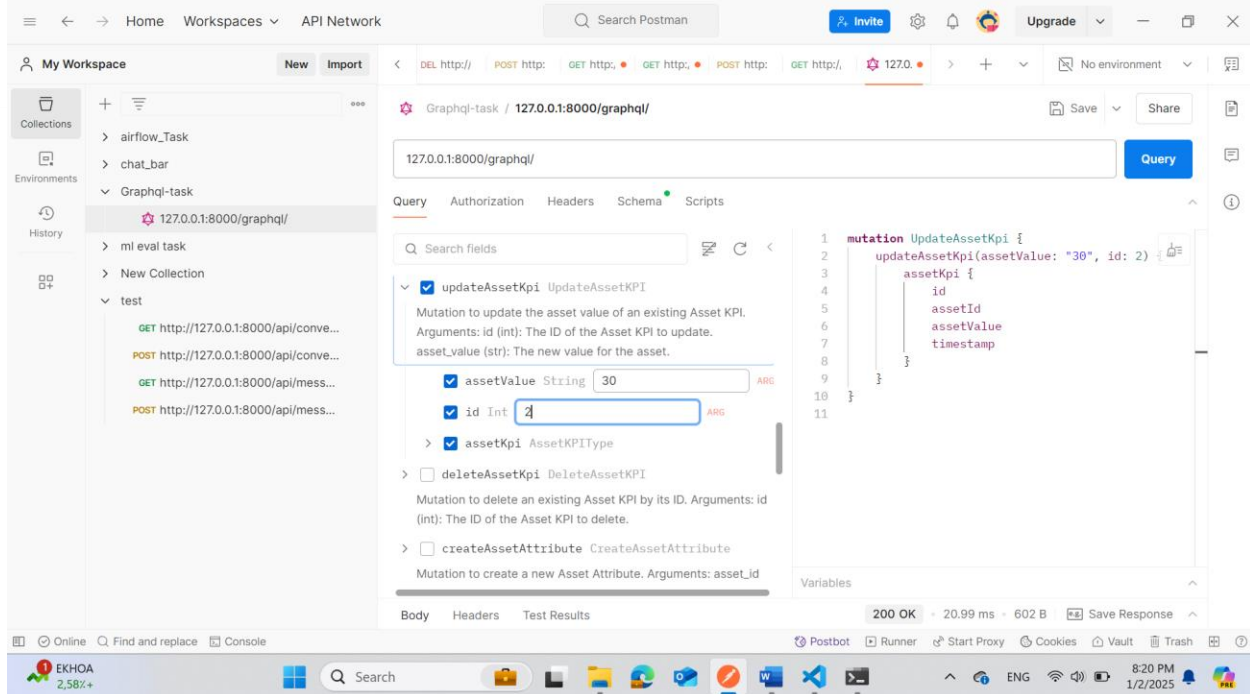 Home Workspaces API Network Search Postman Invite Upgrade
My Workspace New Import DEL http:// POST http: GET http:, GET http:, POST http: GET http:/, 127.0. No environment
Collections
Environments
History
airflow_Task
chat_bar
Graphql-task
127.0.0.1:8000/graphql/
ml eval task
New Collection
test
GET http://127.0.0.1:8000/api/conve...
POST http://127.0.0.1:8000/api/conve...
GET http://127.0.0.1:8000/api/mess...
POST http://127.0.0.1:8000/api/mess...
Graphql-task / 127.0.0.1:8000/graphql/ Save Share
127.0.0.1:8000/graphql/ Query
Query Authorization Headers Schema Scripts
Search fields
updateAssetKpi UpdateAssetKPI
Mutation to update the asset value of an existing Asset KPI.
Arguments: id (int): The ID of the Asset KPI to update.
asset_value (str): The new value for the asset.
assetValue String 30 ARG
id Int 2 ARG
assetKpi AssetKPIType
deleteAssetKpi DeleteAssetKPI
Mutation to delete an existing Asset KPI by its ID. Arguments: id
(int): The ID of the Asset KPI to delete.
createAssetAttribute CreateAssetAttribute
Mutation to create a new Asset Attribute. Arguments: asset_id
1 mutation UpdateAssetKpi {
2 updateAssetKpi(assetValue: "30", id: 2) {
3 assetKpi {
4 id
5 assetId
6 assetValue
7 timestamp
8 }
9 }
10 }
11
Variables
Body Headers Test Results 200 OK 20.99 ms 602 B Save Response
Online Find and replace Console Postbot Runner Start Proxy Cookies Vault Trash
1 EKHOA
2,58%+
Search
ENG
8:20 PM
1/2/2025
PRE